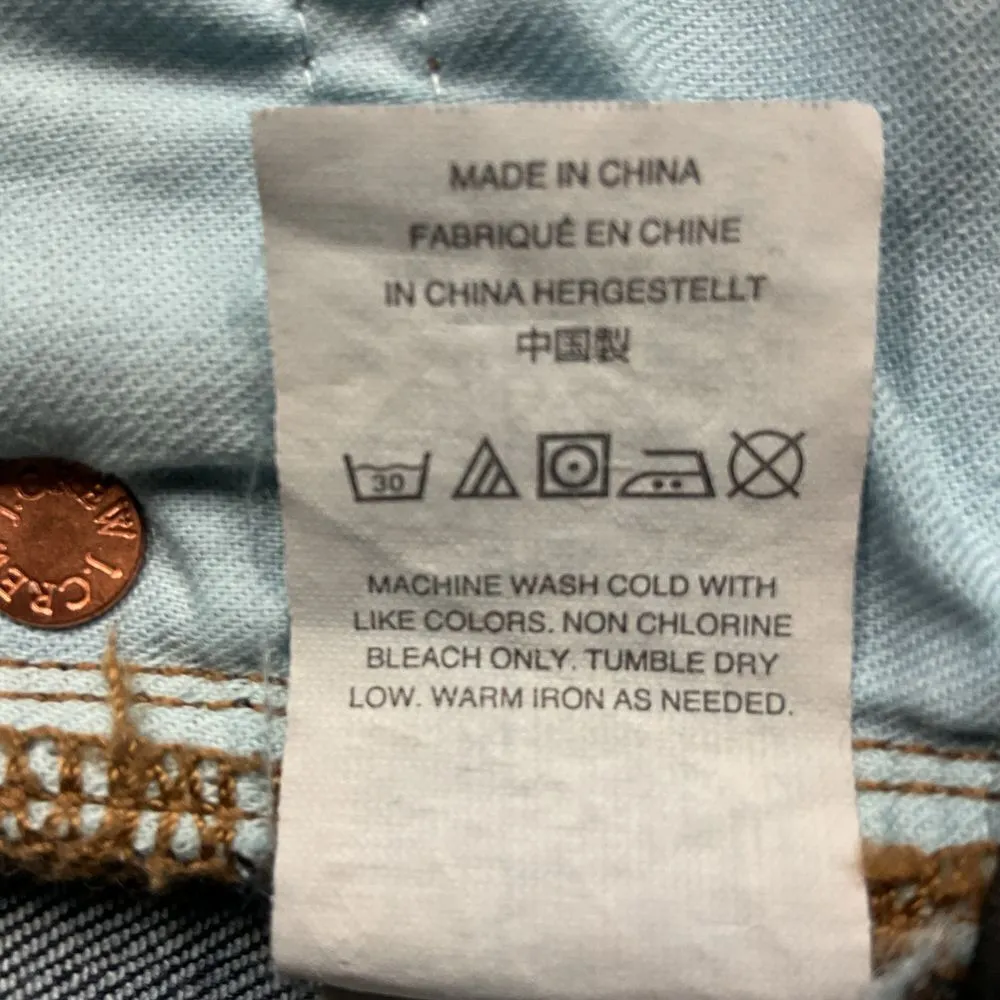 MADE IN CHINA
FABRIQUÉ EN CHINE
IN CHINA HERGESTELLT
中国製
30
MACHINE WASH COLD WITH
LIKE COLORS. NON CHLORINE
BLEACH ONLY. TUMBLE DRY
LOW. WARM IRON AS NEEDED.
J.CREW